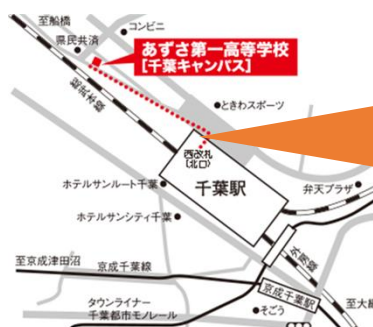 至船橋
コンビニ
県民共済
あずさ第一高等学校
[千葉キャンパス]
総武本線
ときわスポーツ
西改札
(北口)
千葉駅
ホテルサンルート千葉
弁天プラザ
ホテルサンシティ千葉
外房線
至京成津田沼
京成千葉線
至大
京成千葉駅
タウンライナー
千葉都市モノレール
そごう